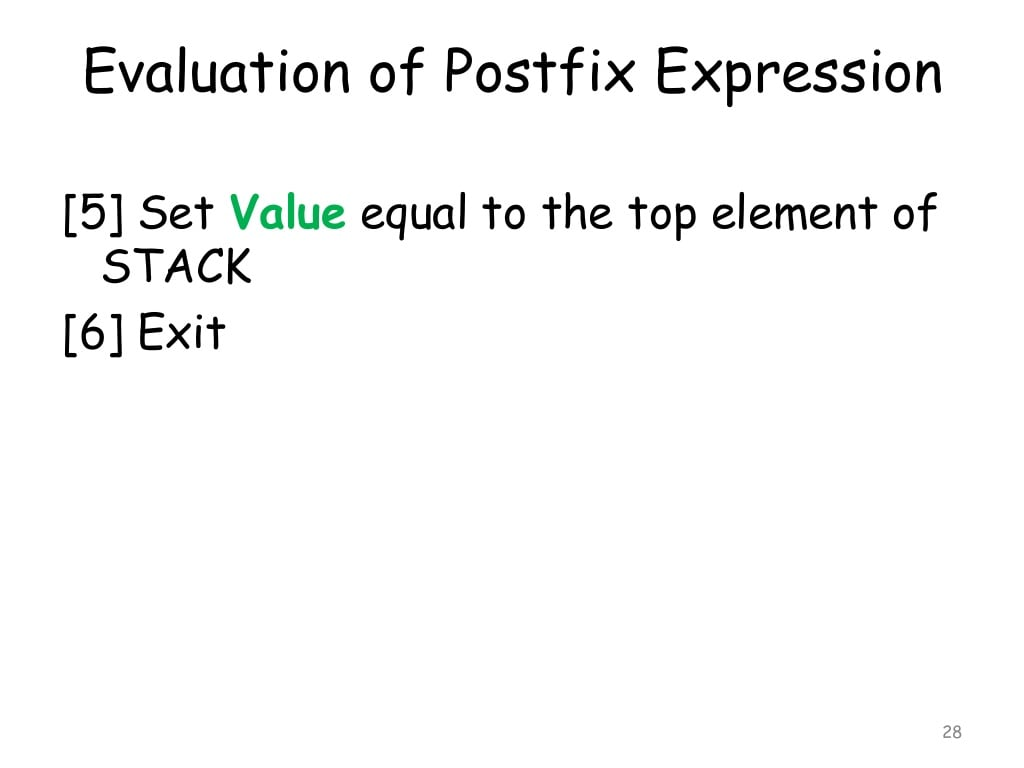 Evaluation of Postfix Expression
[5] Set Value equal to the top element of
STACK
[6] Exit
28